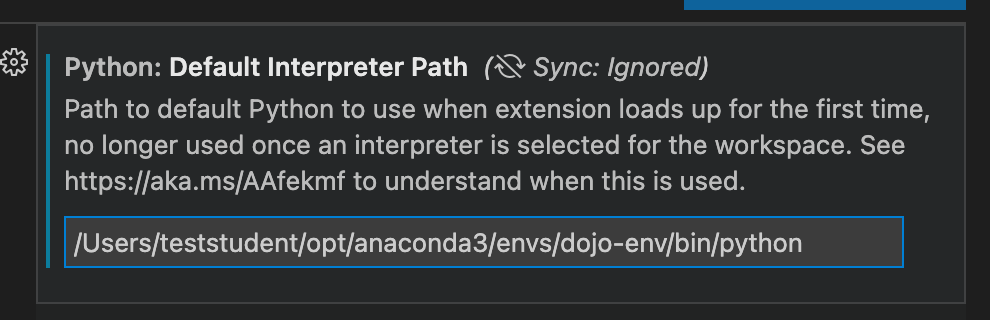 Python: Default Interpreter Path (Sync: Ignored)
Path to default Python to use when extension loads up for the first time,
no longer used once an interpreter is selected for the workspace. See
https://aka.ms/AAfekmf to understand when this is used.
/Users/teststudent/opt/anaconda3/envs/dojo-env/bin/python